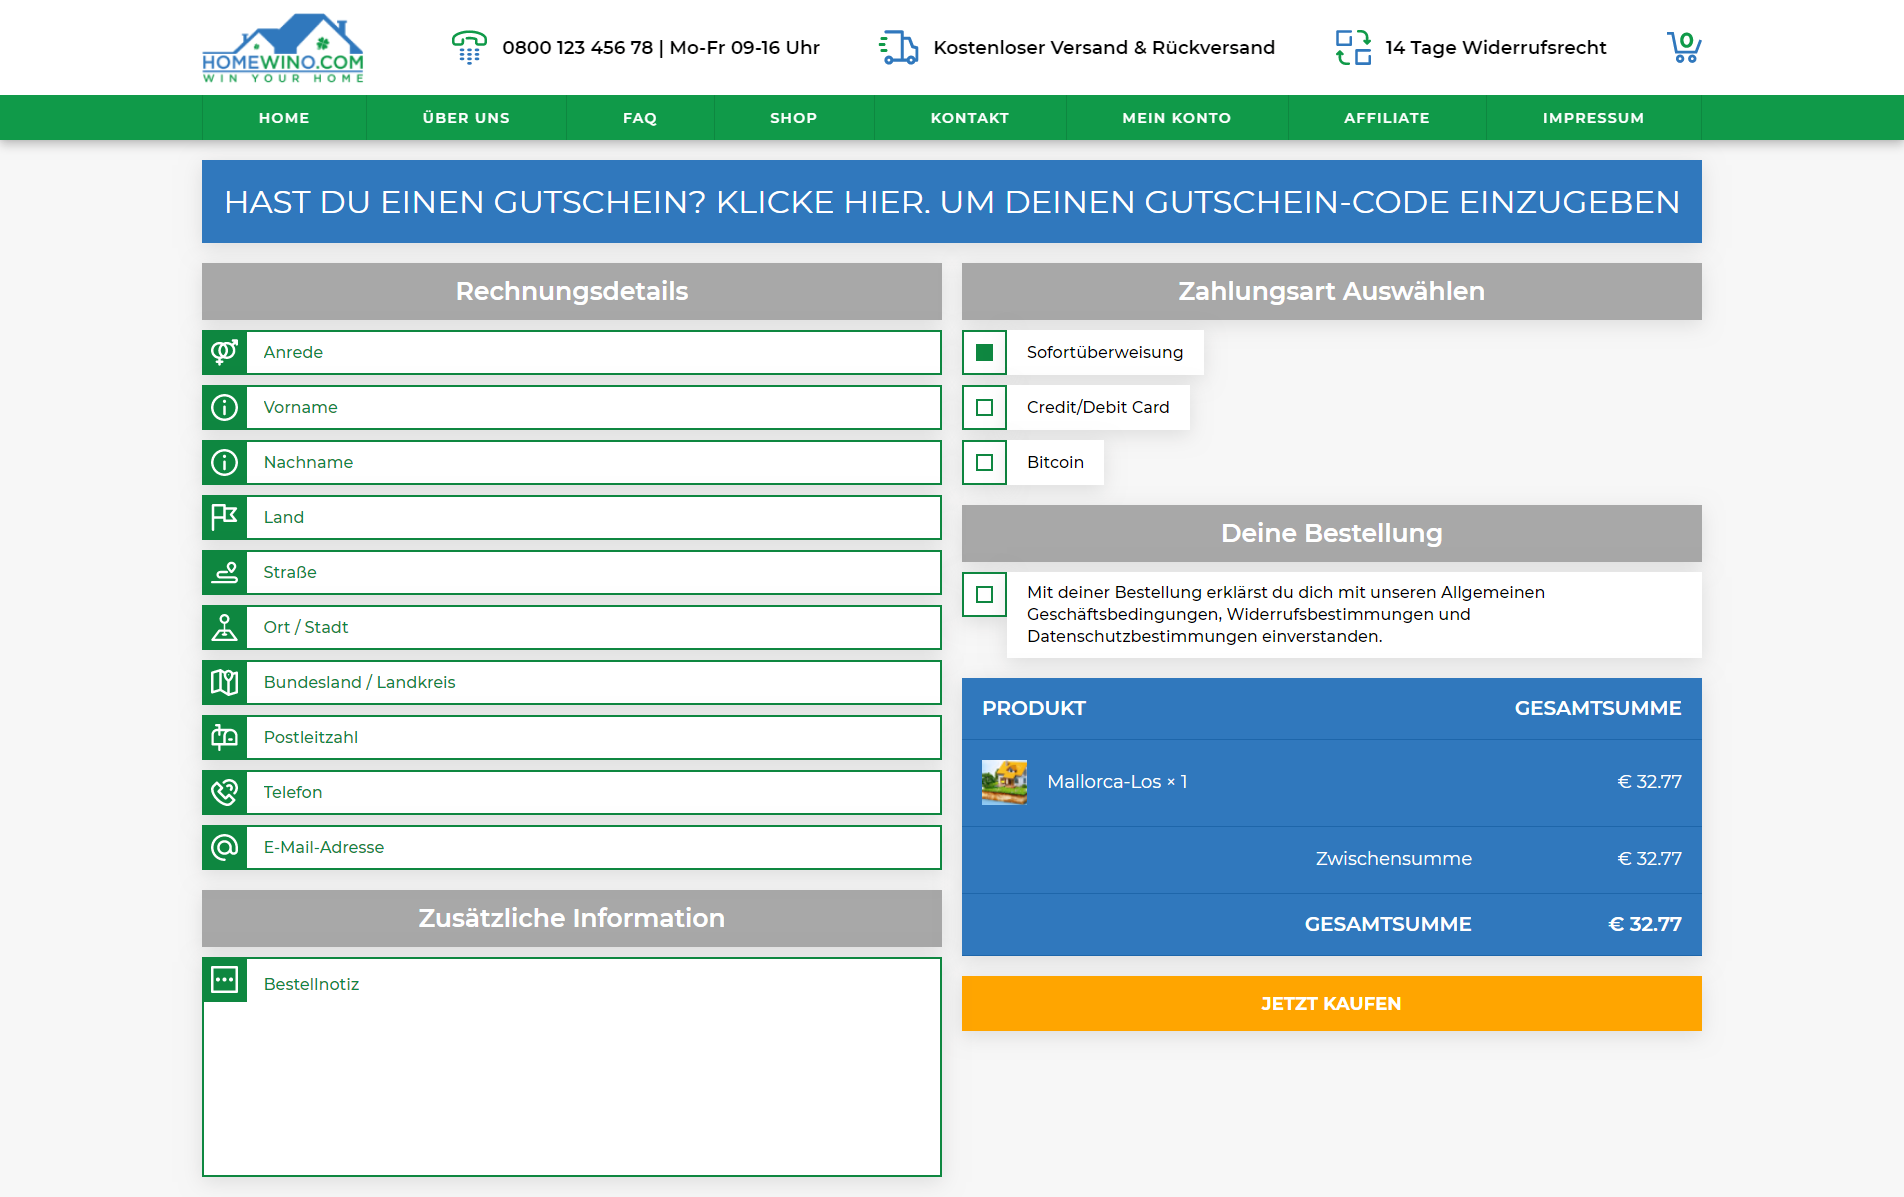 HOMEWINO.COM
WIN YOUR HOME
0800 123 456 78 | Mo-Fr 09-16 Uhr
Kostenloser Versand & Rückversand
14 Tage Widerrufsrecht
0
HOME
ÜBER UNS
FAQ
SHOP
KONTAKT
MEIN KONTO
AFFILIATE
IMPRESSUM
HAST DU EINEN GUTSCHEIN? KLICKE HIER. UM DEINEN GUTSCHEIN-CODE EINZUGEBEN
Rechnungsdetails
Anrede
Vorname
Nachname
Land
Straße
Ort / Stadt
Bundesland / Landkreis
Postleitzahl
Telefon
E-Mail-Adresse
Zusätzliche Information
Bestellnotiz
Zahlungsart Auswählen
Sofortüberweisung
Credit/Debit Card
Bitcoin
Deine Bestellung
Mit deiner Bestellung erklärst du dich mit unseren Allgemeinen
Geschäftsbedingungen, Widerrufsbestimmungen und
Datenschutzbestimmungen einverstanden.
PRODUKT GESAMTSUMME
Mallorca-Los × 1 € 32.77
Zwischensumme € 32.77
GESAMTSUMME € 32.77
JETZT KAUFEN